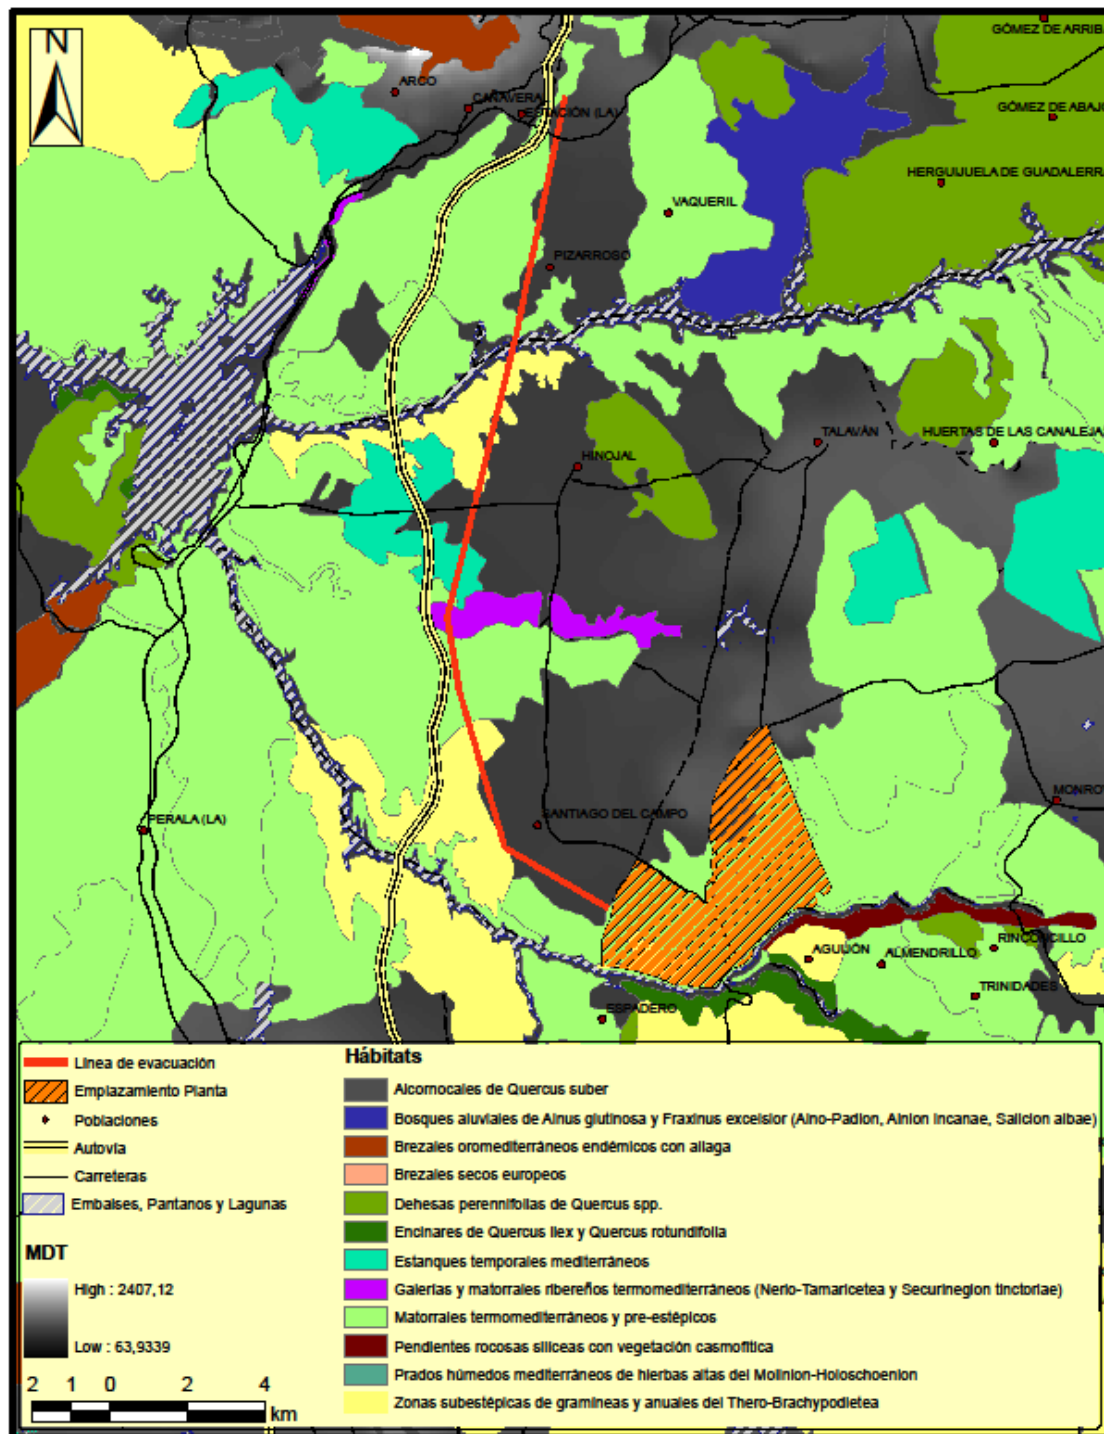 N
GÓMEZ DE ARRIB
ARCO
CAÑAVERA
ESTACIÓN (LA)
GÓMEZ DE ABAJO
HERGUIJUELA DE GUADALERRA
VAQUERIL
PIZARROSO
TALAVÁN
HUERTAS DE LAS CANALEJA
HINOJAL
MONRO
PERALA (LA)
SANTIAGO DEL CAMPO
AGUIJÓN
ALMENDRILLO
RINCONCILLO
TRINIDADES
ESPADERO
Línea de evacuación
Emplazamiento Planta
Poblaciones
Autovía
Carreteras
Embalses, Pantanos y Lagunas
MDT
High : 2407,12
Low : 63,9339
2 1 0 2 4
km
Hábitats
Alcornocales de Quercus suber
Bosques aluviales de Alnus glutinosa y Fraxinus excelsior (Alno-Padion, Alnion incanae, Salicion albae)
Brezales oromediterráneos endémicos con aliaga
Brezales secos europeos
Dehesas perennifolias de Quercus spp.
Encinares de Quercus ilex y Quercus rotundifolia
Estanques temporales mediterráneos
Galerías y matorrales ribereños termomediterráneos (Nerio-Tamaricetea y Securinegion tinctoriae)
Matorrales termomediterráneos y pre-estépicos
Pendientes rocosas silíceas con vegetación casmofítica
Prados húmedos mediterráneos de hierbas altas del Molinion-Holoschoenion
Zonas subestépicas de gramíneas y anuales del Thero-Brachypodietea